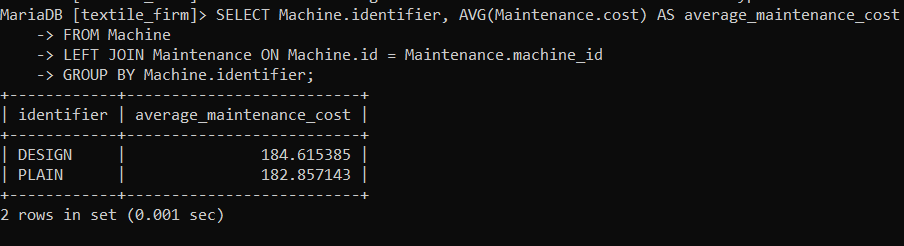 MariaDB [textile_firm]> SELECT Machine.identifier, AVG(Maintenance.cost) AS average_maintenance_cost
    -> FROM Machine
    -> LEFT JOIN Maintenance ON Machine.id = Maintenance.machine_id
    -> GROUP BY Machine.identifier;
+------------+--------------------------+
| identifier | average_maintenance_cost |
+------------+--------------------------+
| DESIGN     |               184.615385 |
| PLAIN      |               182.857143 |
+------------+--------------------------+
2 rows in set (0.001 sec)